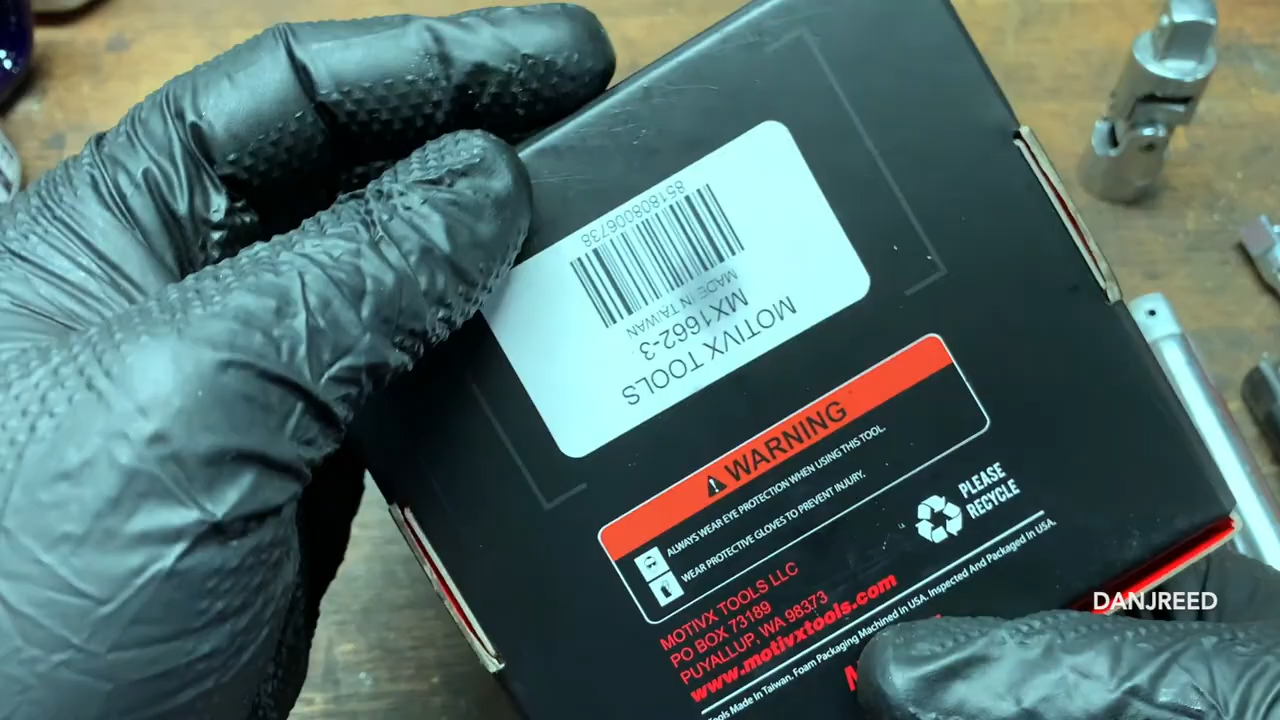 MOTIVX TOOLS
MX1662-3
MADE IN TAIWAN
851808006738
WARNING
ALWAYS WEAR EYE PROTECTION WHEN USING THIS TOOL.
WEAR PROTECTIVE GLOVES TO PREVENT INJURY.
PLEASE
RECYCLE
MOTIVX TOOLS LLC
PO BOX 73189
PUYALLUP, WA 98373
www.motivxtools.com
Tools Made in Taiwan. Foam Packaging Machined in USA. Inspected And Packaged in USA.
DANJREED